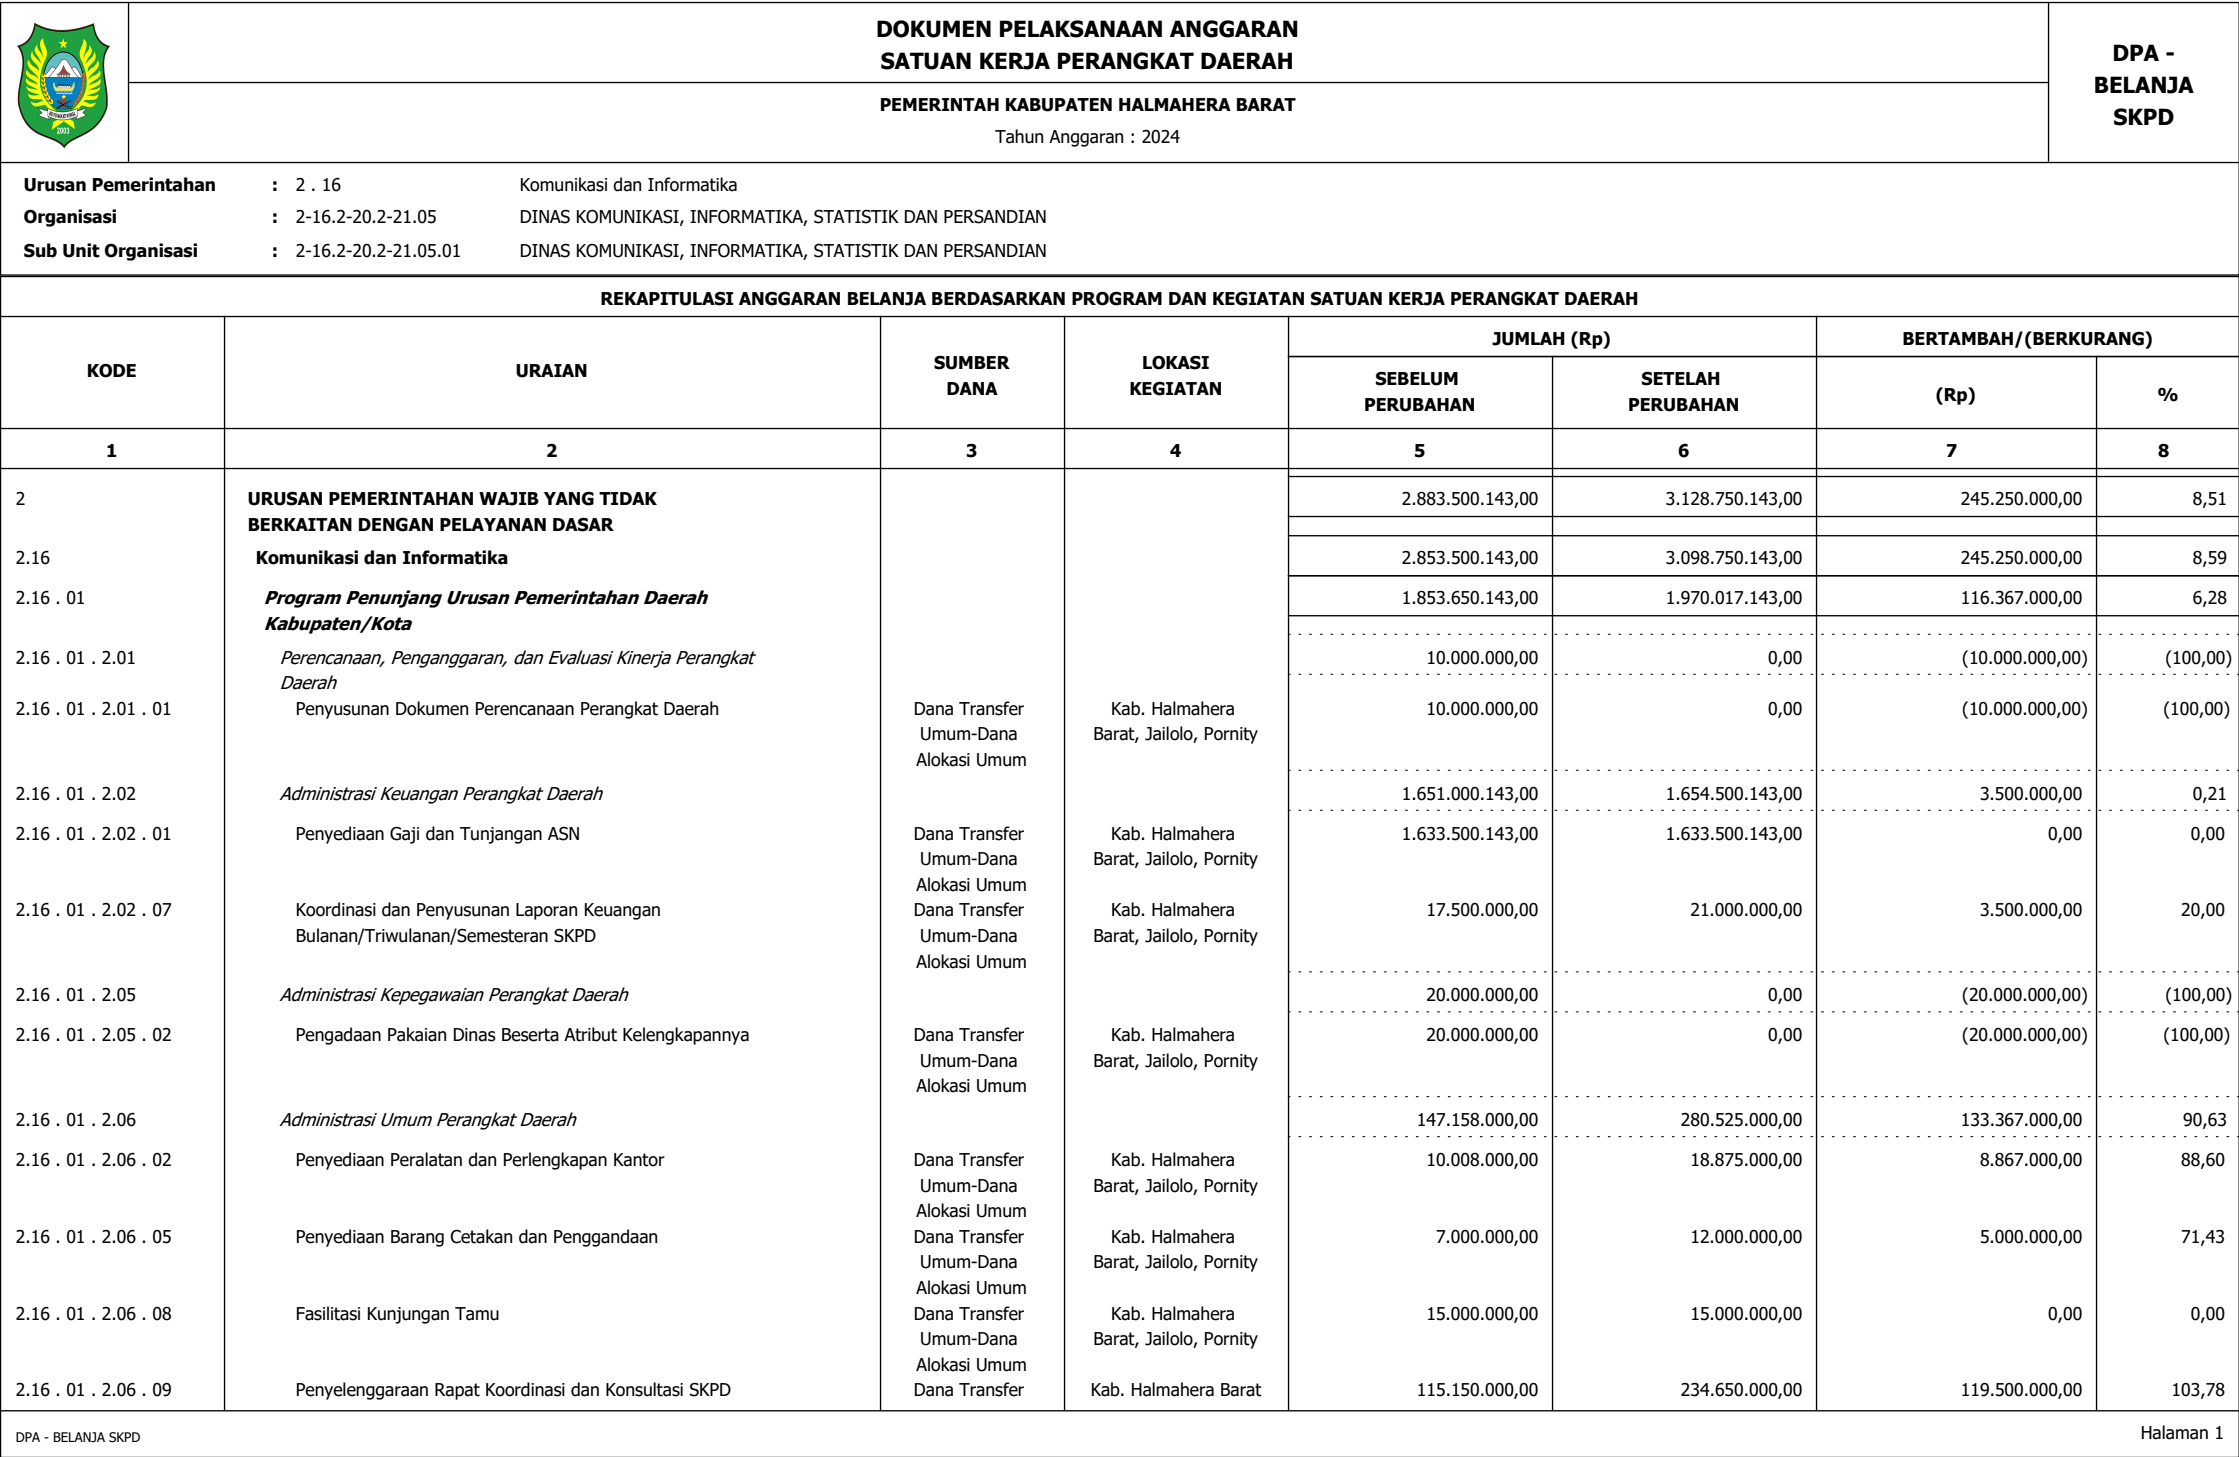 DOKUMEN PELAKSANAAN ANGGARAN
SATUAN KERJA PERANGKAT DAERAH
DPA -
BELANJA
SKPD
PEMERINTAH KABUPATEN HALMAHERA BARAT
Tahun Anggaran : 2024
2003
Urusan Pemerintahan : 2 . 16 Komunikasi dan Informatika
Organisasi : 2-16.2-20.2-21.05 DINAS KOMUNIKASI, INFORMATIKA, STATISTIK DAN PERSANDIAN
Sub Unit Organisasi : 2-16.2-20.2-21.05.01 DINAS KOMUNIKASI, INFORMATIKA, STATISTIK DAN PERSANDIAN
REKAPITULASI ANGGARAN BELANJA BERDASARKAN PROGRAM DAN KEGIATAN SATUAN KERJA PERANGKAT DAERAH
KODE
URAIAN
SUMBER
DANA
LOKASI
KEGIATAN
JUMLAH (Rp)
SEBELUM
PERUBAHAN
SETELAH
PERUBAHAN
BERTAMBAH/(BERKURANG)
(Rp)
%
1 2 3 4 5 6 7 8
2 URUSAN PEMERINTAHAN WAJIB YANG TIDAK 2.883.500.143,00 3.128.750.143,00 245.250.000,00 8,51
BERKAITAN DENGAN PELAYANAN DASAR
2.16 Komunikasi dan Informatika 2.853.500.143,00 3.098.750.143,00 245.250.000,00 8,59
2.16 . 01 Program Penunjang Urusan Pemerintahan Daerah 1.853.650.143,00 1.970.017.143,00 116.367.000,00 6,28
Kabupaten/Kota
2.16 . 01 . 2.01 Perencanaan, Penganggaran, dan Evaluasi Kinerja Perangkat 10.000.000,00 0,00 (10.000.000,00) (100,00)
Daerah
2.16 . 01 . 2.01 . 01 Penyusunan Dokumen Perencanaan Perangkat Daerah Dana Transfer Kab. Halmahera 10.000.000,00 0,00 (10.000.000,00) (100,00)
Umum-Dana Barat, Jailolo, Pornity
Alokasi Umum
2.16 . 01 . 2.02 Administrasi Keuangan Perangkat Daerah 1.651.000.143,00 1.654.500.143,00 3.500.000,00 0,21
2.16 . 01 . 2.02 . 01 Penyediaan Gaji dan Tunjangan ASN Dana Transfer Kab. Halmahera 1.633.500.143,00 1.633.500.143,00 0,00 0,00
Umum-Dana Barat, Jailolo, Pornity
Alokasi Umum
2.16 . 01 . 2.02 . 07 Koordinasi dan Penyusunan Laporan Keuangan Dana Transfer Kab. Halmahera 17.500.000,00 21.000.000,00 3.500.000,00 20,00
Bulanan/Triwulanan/Semesteran SKPD Umum-Dana Barat, Jailolo, Pornity
Alokasi Umum
2.16 . 01 . 2.05 Administrasi Kepegawaian Perangkat Daerah 20.000.000,00 0,00 (20.000.000,00) (100,00)
2.16 . 01 . 2.05 . 02 Pengadaan Pakaian Dinas Beserta Atribut Kelengkapannya Dana Transfer Kab. Halmahera 20.000.000,00 0,00 (20.000.000,00) (100,00)
Umum-Dana Barat, Jailolo, Pornity
Alokasi Umum
2.16 . 01 . 2.06 Administrasi Umum Perangkat Daerah 147.158.000,00 280.525.000,00 133.367.000,00 90,63
2.16 . 01 . 2.06 . 02 Penyediaan Peralatan dan Perlengkapan Kantor Dana Transfer Kab. Halmahera 10.008.000,00 18.875.000,00 8.867.000,00 88,60
Umum-Dana Barat, Jailolo, Pornity
Alokasi Umum
2.16 . 01 . 2.06 . 05 Penyediaan Barang Cetakan dan Penggandaan Dana Transfer Kab. Halmahera 7.000.000,00 12.000.000,00 5.000.000,00 71,43
Umum-Dana Barat, Jailolo, Pornity
Alokasi Umum
2.16 . 01 . 2.06 . 08 Fasilitasi Kunjungan Tamu Dana Transfer Kab. Halmahera 15.000.000,00 15.000.000,00 0,00 0,00
Umum-Dana Barat, Jailolo, Pornity
Alokasi Umum
2.16 . 01 . 2.06 . 09 Penyelenggaraan Rapat Koordinasi dan Konsultasi SKPD Dana Transfer Kab. Halmahera Barat 115.150.000,00 234.650.000,00 119.500.000,00 103,78
DPA - BELANJA SKPD Halaman 1